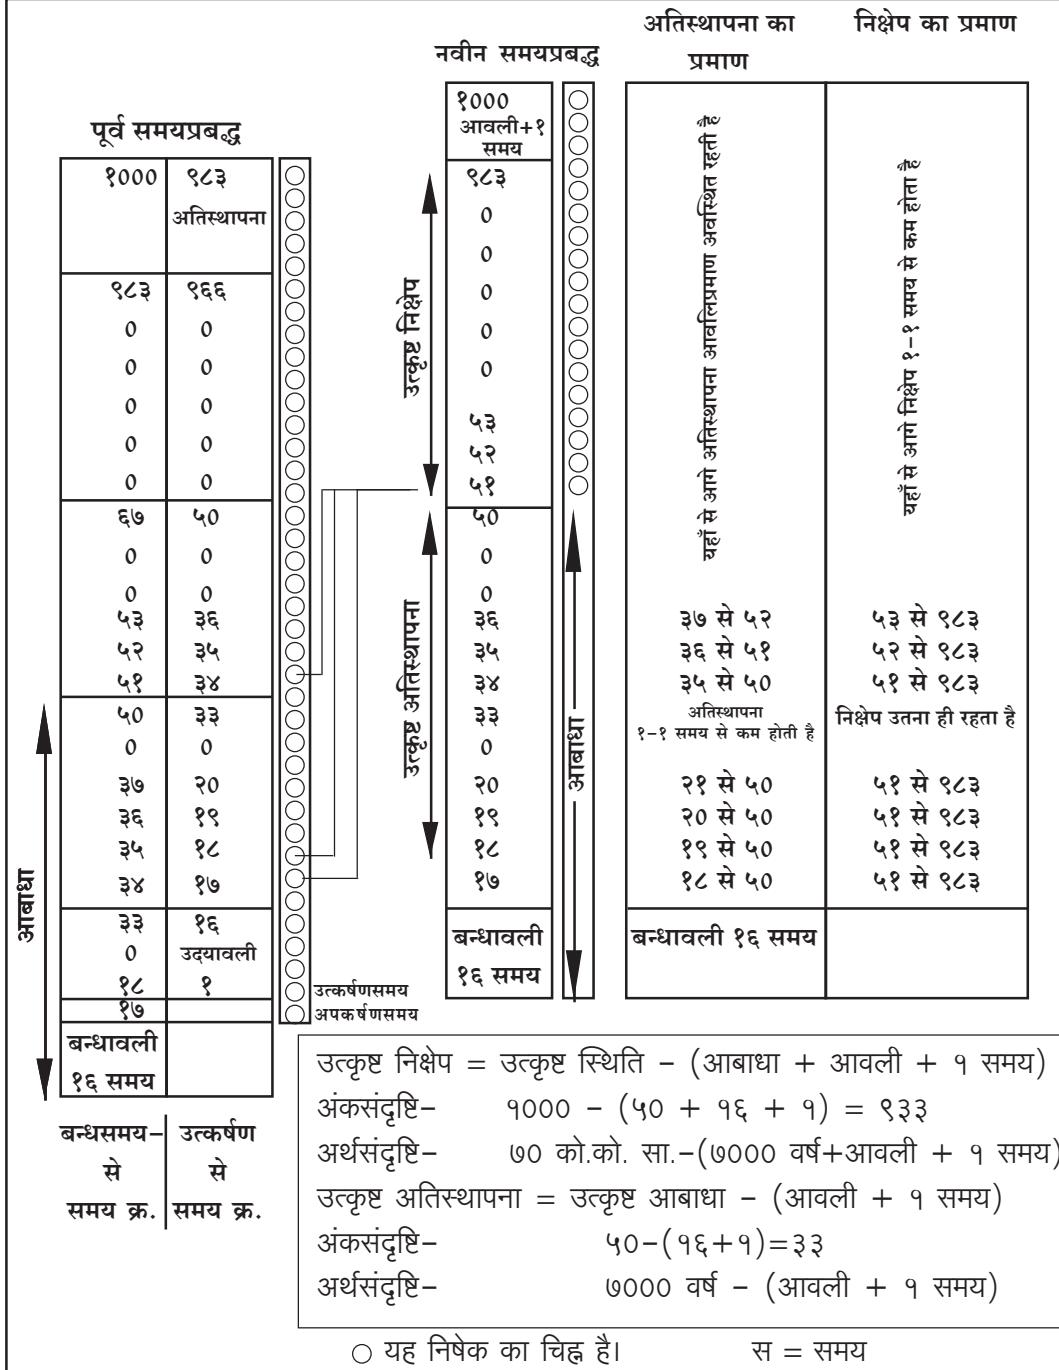 अतिस्थापना का प्रमाण
निक्षेप का प्रमाण
नवीन समयप्रबद्ध
पूर्व समयप्रबद्ध
१००० ९८३
अतिस्थापना
९८३ ९६६
० ०
० ०
० ०
० ०
० ०
६७ ५०
० ०
० ०
५३ ३६
५२ ३५
५१ ३४
५० ३३
० ०
३७ २०
३६ १९
३५ १८
३४ १७
३३ १६
० उदयावली
१८ १
१७
बन्धावली
१६ समय
आबाधा
बन्धसमय- उत्कर्षण
से से
समय क्र. समय क्र.
उत्कर्षणसमय
अपकर्षणसमय
१०००
आवली+१
समय
९८३
०
०
०
०
०
५३
५२
५१
५०
०
०
३६
३५
३४
३३
०
२०
१९
१८
१७
बन्धावली
१६ समय
उत्कृष्ट निक्षेप
उत्कृष्ट अतिस्थापना
आबाधा
यहाँ से आगे अतिस्थापना आवलिप्रमाण अवस्थित रहती है
यहाँ से आगे निक्षेप १-१ समय से कम होता है
३७ से ५२ ५३ से ९८३
३६ से ५१ ५२ से ९८३
३५ से ५० ५१ से ९८३
अतिस्थापना
१-१ समय से कम होती है
निक्षेप उतना ही रहता है
२१ से ५० ५१ से ९८३
२० से ५० ५१ से ९८३
१९ से ५० ५१ से ९८३
१८ से ५० ५१ से ९८३
बन्धावली १६ समय
उत्कृष्ट निक्षेप = उत्कृष्ट स्थिति - (आबाधा + आवली + १ समय)
अंकसंदृष्टि- १००० - (५० + १६ + १) = ९३३
अर्थसंदृष्टि- ७० को.को. सा.-(७००० वर्ष+आवली + १ समय)
उत्कृष्ट अतिस्थापना = उत्कृष्ट आबाधा - (आवली + १ समय)
अंकसंदृष्टि- ५०-(१६+१)=३३
अर्थसंदृष्टि- ७००० वर्ष - (आवली + १ समय)
○ यह निषेक का चिह्न है। स = समय